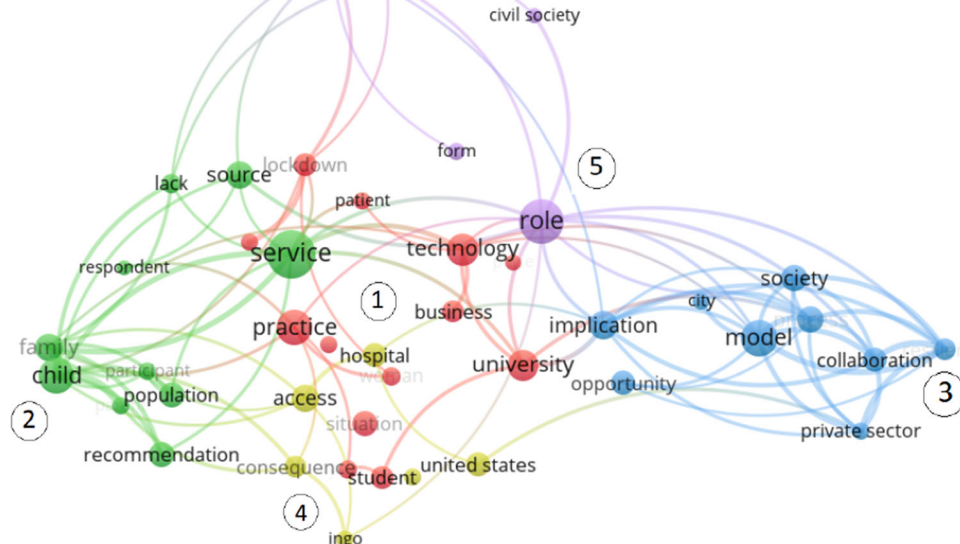 civil society
form
5
lockdown
source
lack
patient
role
technology
service
respondent
society
city
1
business
practice
implication
model
family
hospital
collaboration
university
child
participant
woman
opportunity
population
access
3
2
situation
private sector
recommendation
consequence
united states
student
4
ingo